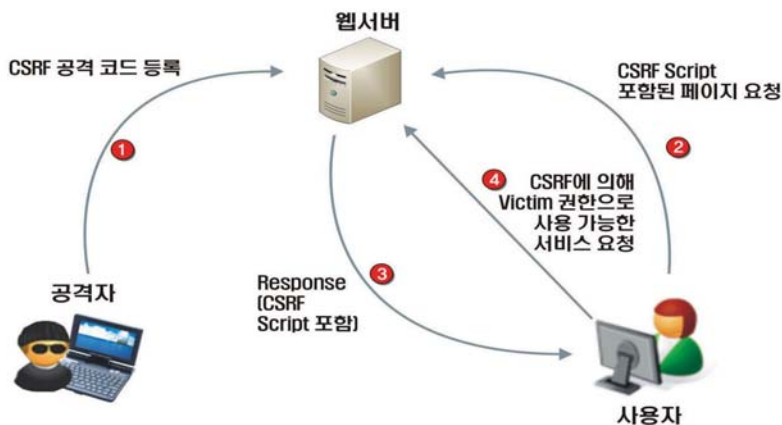 웹서버
CSRF 공격 코드 등록
CSRF Script
포함된 페이지 요청
1
2
4
CSRF에 의해
Victim 권한으로
사용 가능한
서비스 요청
3
Response
(CSRF
Script 포함)
공격자
사용자